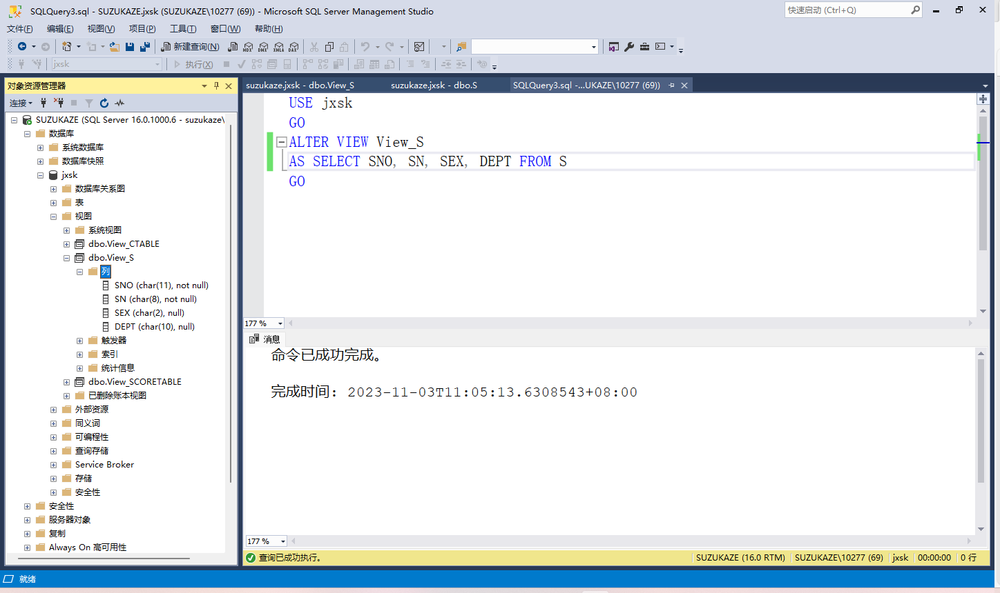 SQLQuery3.sql - SUZUKAZE.jxsk (SUZUKAZE\10277 (69)) - Microsoft SQL Server Management Studio
快速启动 (Ctrl+Q)
文件(F) 编辑(E) 视图(V) 项目(P) 工具(T) 窗口(W) 帮助(H)
新建查询(N) MDX DMX XMLA DAX
jxsk 执行(X)
对象资源管理器
连接
SUZUKAZE (SQL Server 16.0.1000.6 - suzukaze\
数据库
系统数据库
数据库快照
jxsk
数据库关系图
表
视图
系统视图
dbo.View_CTABLE
dbo.View_S
列
SNO (char(11), not null)
SN (char(8), not null)
SEX (char(2), null)
DEPT (char(10), null)
触发器
索引
统计信息
dbo.View_SCORETABLE
已删除账本视图
外部资源
同义词
可编程性
查询存储
Service Broker
存储
安全性
安全性
服务器对象
复制
Always On 高可用性
suzukaze.jxsk - dbo.View_S suzukaze.jxsk - dbo.S SQLQuery3.sql -...UKAZE\10277 (69))
USE jxsk
GO
ALTER VIEW View_S
AS SELECT SNO, SN, SEX, DEPT FROM S
GO
177 %
消息
命令已成功完成。
完成时间: 2023-11-03T11:05:13.6308543+08:00
177 %
查询已成功执行。 SUZUKAZE (16.0 RTM) SUZUKAZE\10277 (69) jxsk 00:00:00 0 行
就绪